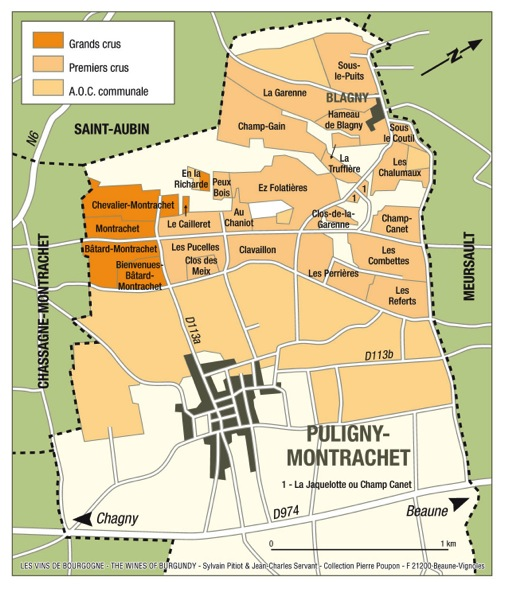 Grands crus
Premiers crus
A.O.C. communale
N
N6
SAINT-AUBIN
CHASSAGNE-MONTRACHET
MEURSAULT
Sous-
le-Puits
La Garenne
BLAGNY
Hameau
de Blagny
Champ-Gain
Sous
le Coutil
La
Truffière
Les
Chalumaux
En la
Richarde
Peux
Bois
Ez Folatières
1
1
Chevalier-Montrachet
Au
Chaniot
Clos-de-la-
Garenne
Champ-
Canet
Le Cailleret
Montrachet
Bâtard-Montrachet
Les Pucelles
Clavaillon
Les
Combettes
Bienvenues-
Bâtard-
Montrachet
Clos des
Meix
Les Perrières
Les
Referts
D113a
D113b
PULIGNY-
MONTRACHET
1 - La Jaquelotte ou Champ Canet
Chagny
D974
Beaune
0
1 km
LES VINS DE BOURGOGNE - THE WINES OF BURGUNDY - Sylvain Pitiot & Jean-Charles Servant - Collection Pierre Poupon - F 21200-Beaune-Vignoles